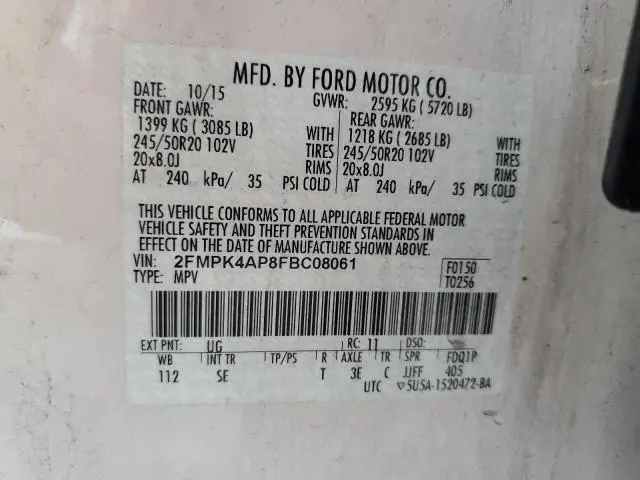 MFD. BY FORD MOTOR CO.
DATE: 10/15 GVWR: 2595 KG ( 5720 LB)
FRONT GAWR: REAR GAWR:
1399 KG ( 3085 LB) WITH 1218 KG ( 2685 LB) WITH
245/50R20 102V TIRES 245/50R20 102V TIRES
20x8.0J RIMS 20x8.0J RIMS
AT 240 kPa/ 35 PSI COLD AT 240 kPa/ 35 PSI COLD
THIS VEHICLE CONFORMS TO ALL APPLICABLE FEDERAL MOTOR
VEHICLE SAFETY AND THEFT PREVENTION STANDARDS IN
EFFECT ON THE DATE OF MANUFACTURE SHOWN ABOVE.
VIN: 2FMPK4AP8FBC08061 F0150
TYPE: MPV T0256
EXT PNT: UG RC: 11 DSO:
WB INT TR TP/PS R AXLE TR SPR FDQ1P
112 SE T 3E C JJFF 405
UTC ▽5U5A-1520472-BA